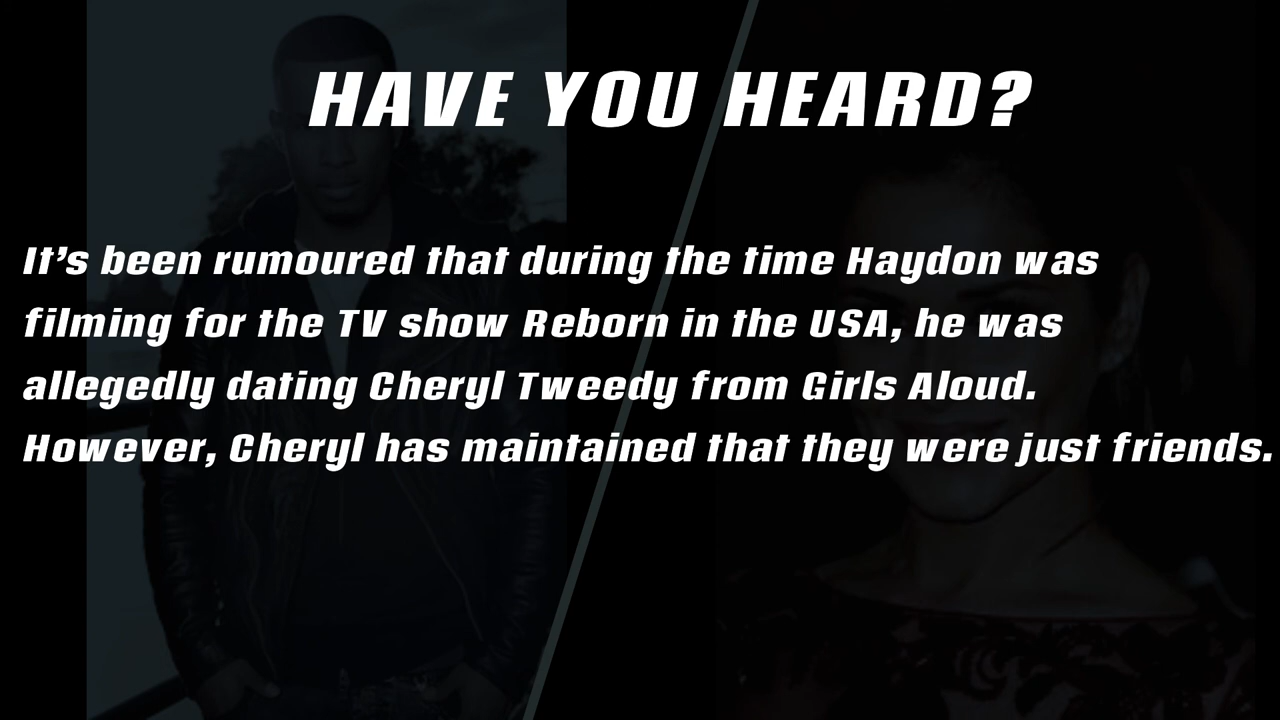 HAVE YOU HEARD?
It’s been rumoured that during the time Haydon was
filming for the TV show Reborn in the USA, he was
allegedly dating Cheryl Tweedy from Girls Aloud.
However, Cheryl has maintained that they were just friends.